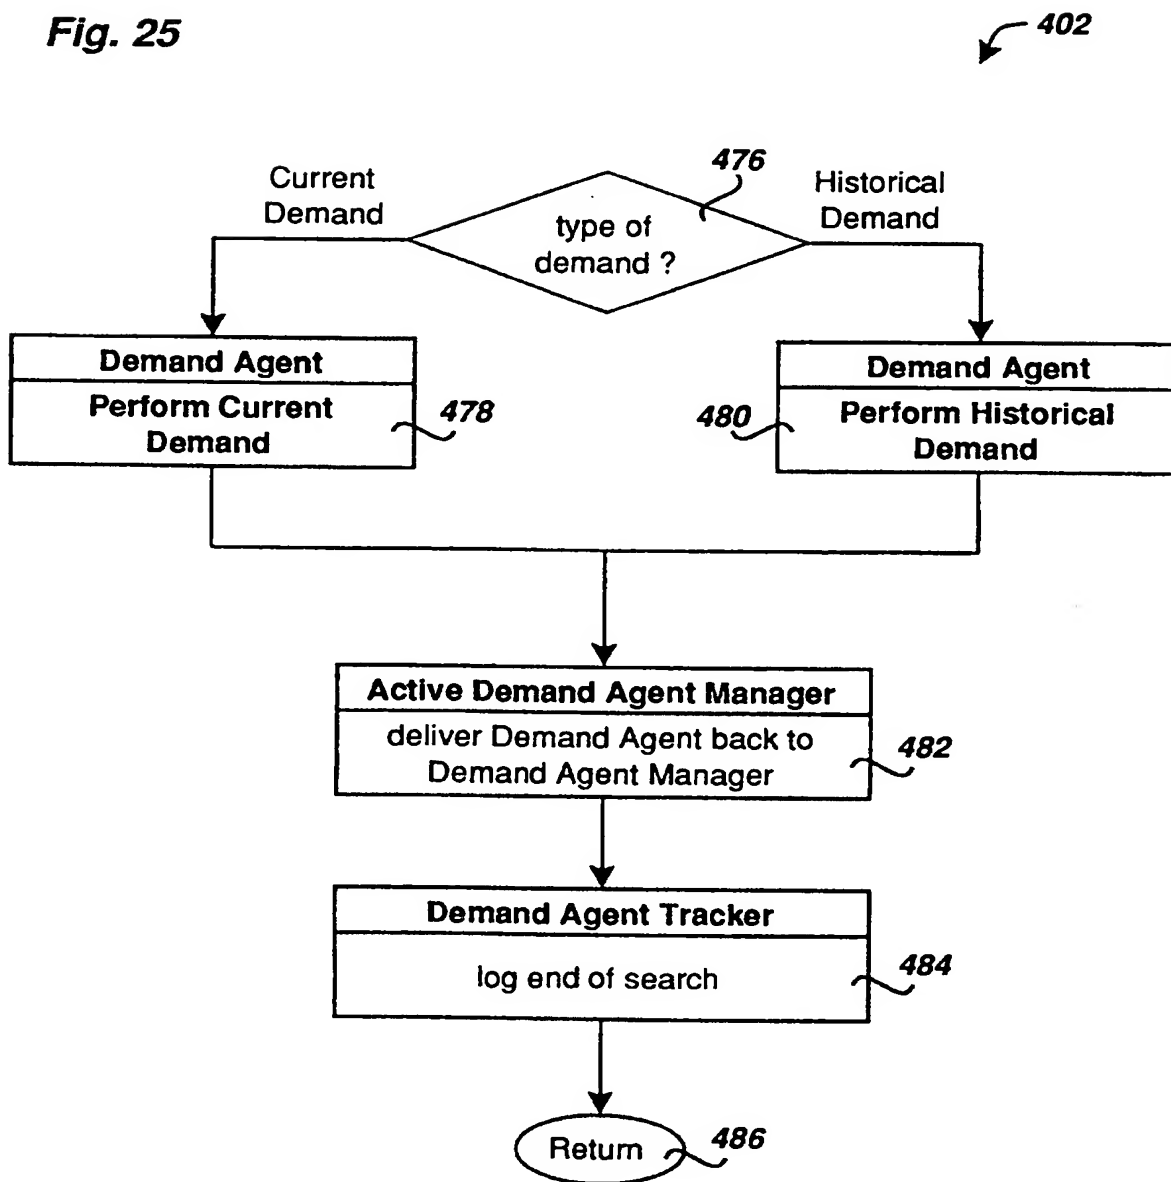 Fig. 25
402
476
Current
Demand
Historical
Demand
type of
demand ?
Demand Agent
Perform Current
Demand
478
Demand Agent
Perform Historical
Demand
480
Active Demand Agent Manager
deliver Demand Agent back to
Demand Agent Manager
482
Demand Agent Tracker
log end of search
484
Return
486